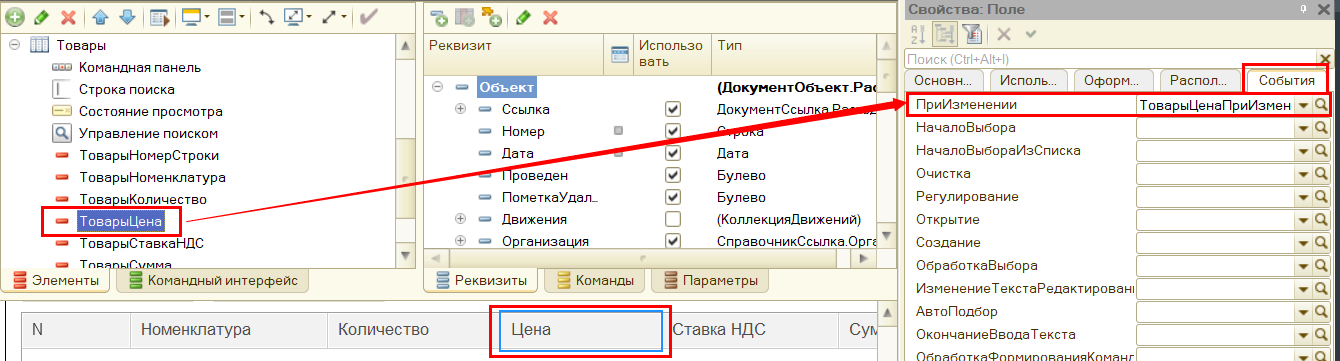 Товары
Командная панель
Строка поиска
Состояние просмотра
Управление поиском
ТоварыНомерСтроки
ТоварыНоменклатура
ТоварыКоличество
ТоварыЦена
ТоварыСтавкаНДС
ТоварыСумма
Элементы
Командный интерфейс
Реквизит Использо вать Тип
Объект (ДокументОбъект.Рас
Ссылка ДокументСсылка.Расход
Номер Строка
Дата Дата
Проведен Булево
ПометкаУдал... Булево
Движения (КоллекцияДвижений)
Организация СправочникСсылка.Орга
Реквизиты
Команды
Параметры
N Номенклатура Количество Цена Ставка НДС Сум
Свойства: Поле
Поиск (Ctrl+Alt+I)
Основн... Исполь... Оформ... Распол... События
ПриИзменении ТоварыЦенаПриИзмен
НачалоВыбора
НачалоВыбораИзСписка
Очистка
Регулирование
Открытие
Создание
ОбработкаВыбора
ИзменениеТекстаРедактировани
АвтоПодбор
ОкончаниеВводаТекста
ОбработкаФормированияКоманд